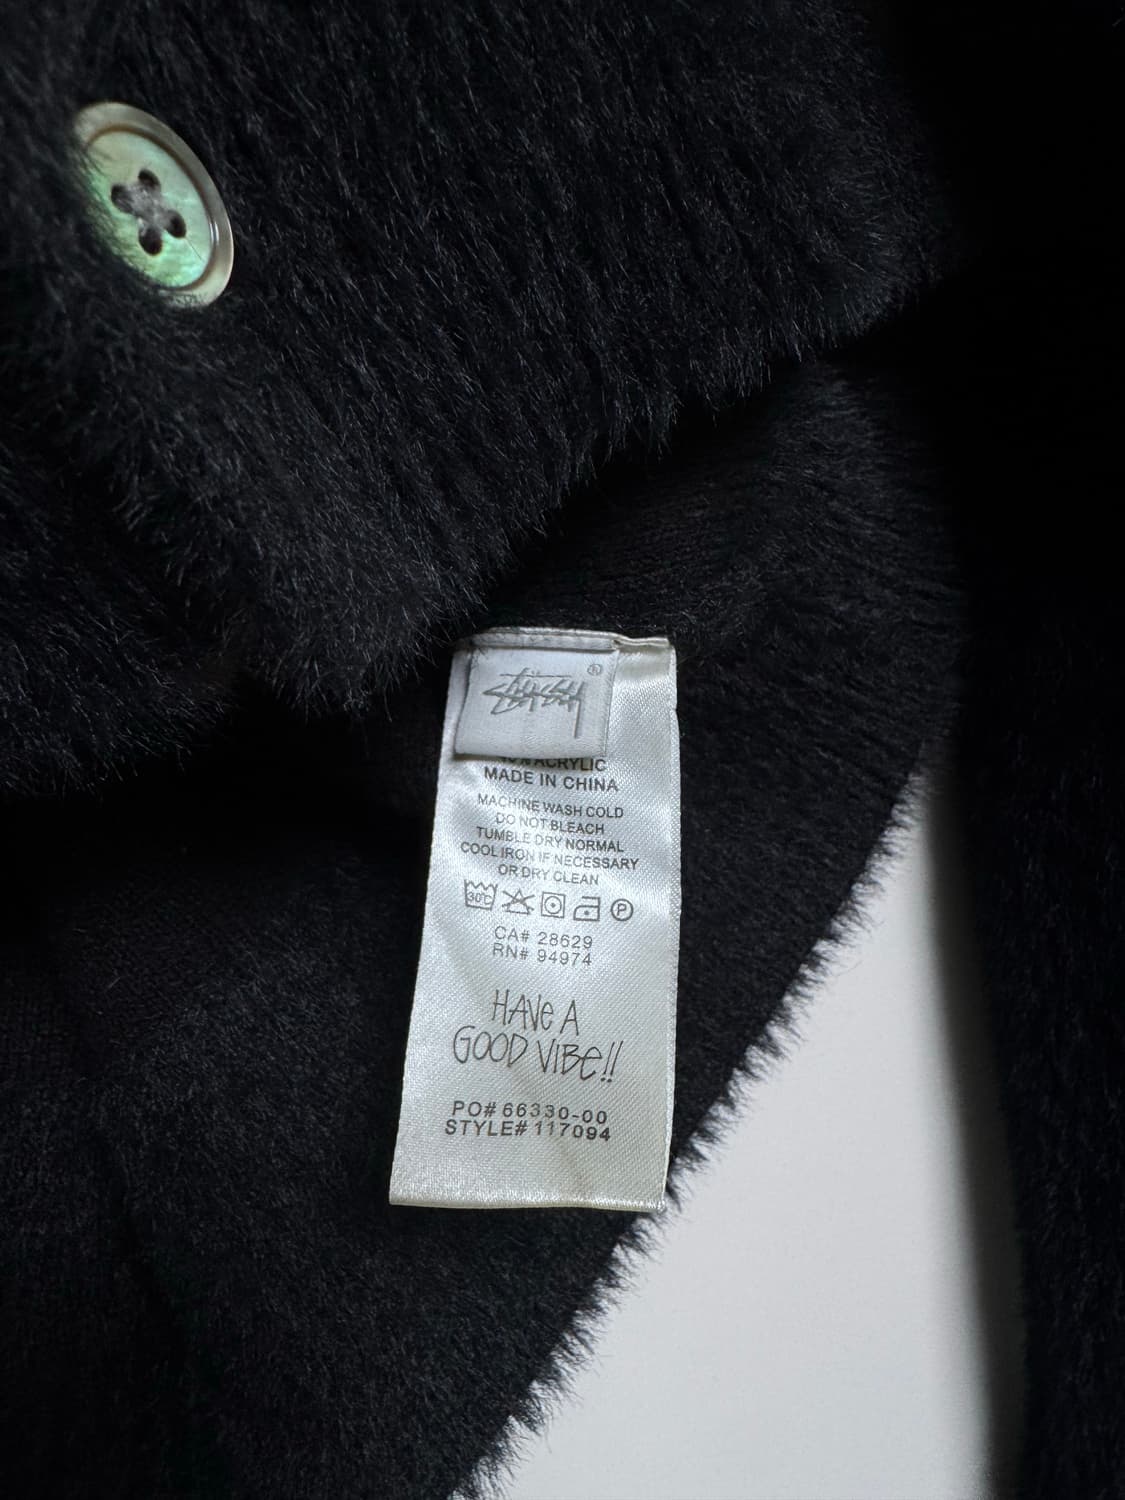 Stüssy ®
ACRYLIC
MADE IN CHINA
MACHINE WASH COLD
DO NOT BLEACH
TUMBLE DRY NORMAL
COOL IRON IF NECESSARY
OR DRY CLEAN
30°C P
CA# 28629
RN# 94974
HAVe A
GOOD VIBe!!
PO# 66330-00
STYLE# 117094